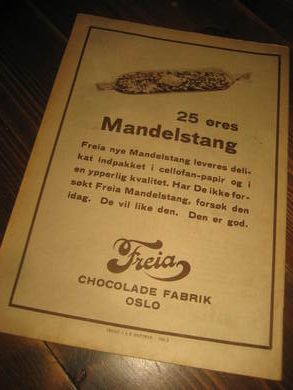 25 øres
Mandelstang
Freia nye Mandelstang leveres deli-
kat indpakket i cellofan-papir og i
en ypperlig kvalitet. Har De ikke for-
søkt Freia Mandelstang, forsøk den
idag. De vil like den. Den er god.
Freia
CHOCOLADE FABRIK
OSLO